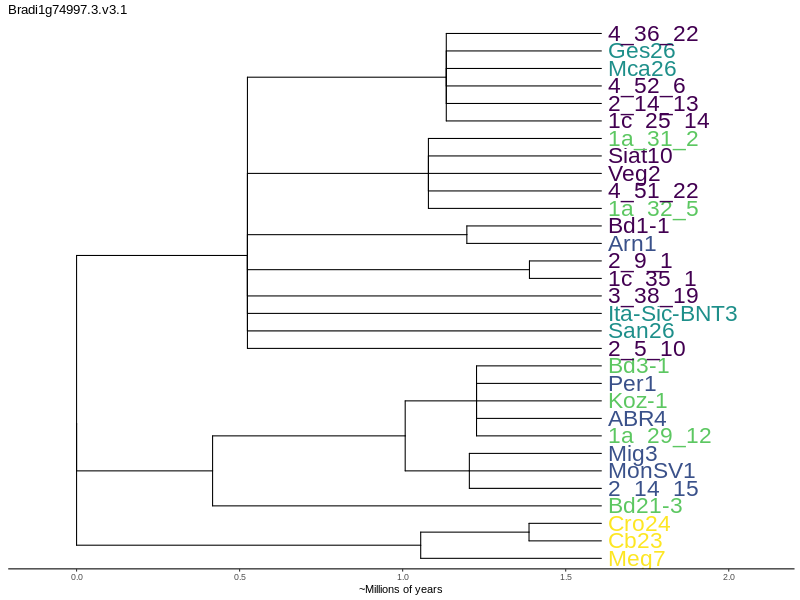 Bradi1g74997.3.v3.1
4_36_22
Ges26
Mca26
4_52_6
2_14_13
1c_25_14
1a_31_2
Siat10
Veg2
4_51_22
1a_32_5
Bd1-1
Arn1
2_9_1
1c_35_1
3_38_19
Ita-Sic-BNT3
San26
2_5_10
Bd3-1
Per1
Koz-1
ABR4
1a_29_12
Mig3
MonSV1
2_14_15
Bd21-3
Cro24
Cb23
Meg7
0.0 0.5 1.0 1.5 2.0
~Millions of years